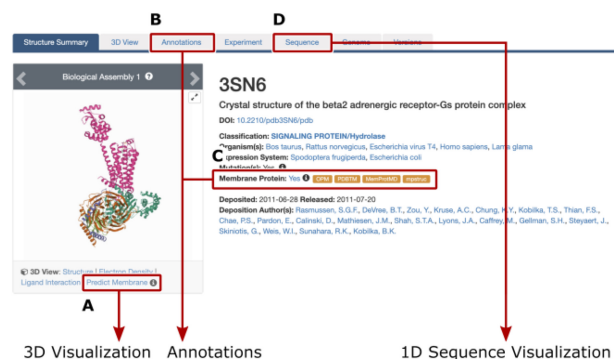 B
D
Structure Summary
3D View
Annotations
Experiment
Sequence
Genome
Versions
Biological Assembly 1
3SN6
Crystal structure of the beta2 adrenergic receptor-Gs protein complex
DOI: 10.2210/pdb3SN6/pdb
Classification: SIGNALING PROTEIN/Hydrolase
Organism(s): Bos taurus, Rattus norvegicus, Escherichia virus T4, Homo sapiens, Lama glama
C
Expression System: Spodoptera frugiperda, Escherichia coli
Mutation(s): Yes
Membrane Protein: Yes OPM PDBTM MemProtMD mpstruc
Deposited: 2011-06-28 Released: 2011-07-20
Deposition Author(s): Rasmussen, S.G.F., DeVree, B.T., Zou, Y., Kruse, A.C., Chung, K.Y., Kobilka, T.S., Thian, F.S.,
Chae, P.S., Pardon, E., Calinski, D., Mathiesen, J.M., Shah, S.T.A., Lyons, J.A., Caffrey, M., Gellman, S.H., Steyaert, J.,
Skiniotis, G., Weis, W.I., Sunahara, R.K., Kobilka, B.K.
3D View: Structure | Electron Density |
Ligand Interaction | Predict Membrane
A
3D Visualization
Annotations
1D Sequence Visualization